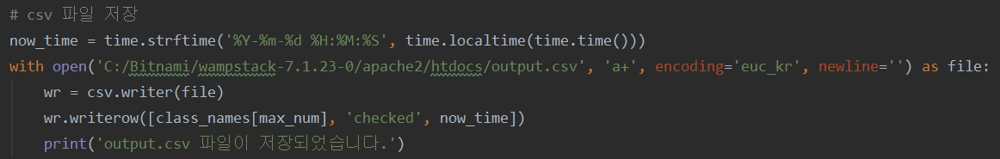 # csv 파일 저장
now_time = time.strftime('%Y-%m-%d %H:%M:%S', time.localtime(time.time()))
with open('C:/Bitnami/wampstack-7.1.23-0/apache2/htdocs/output.csv', 'a+', encoding='euc_kr', newline='') as file:
    wr = csv.writer(file)
    wr.writerow([class_names[max_num], 'checked', now_time])
    print('output.csv 파일이 저장되었습니다.')